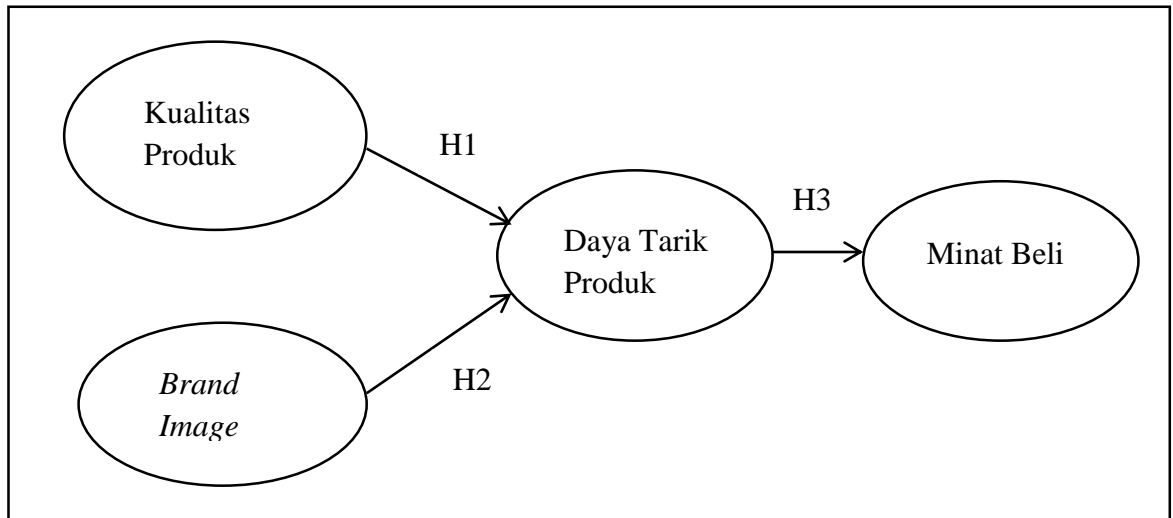 Kualitas
Produk
H1
Daya Tarik
Produk
H3
Minat Beli
Brand
Image
H2